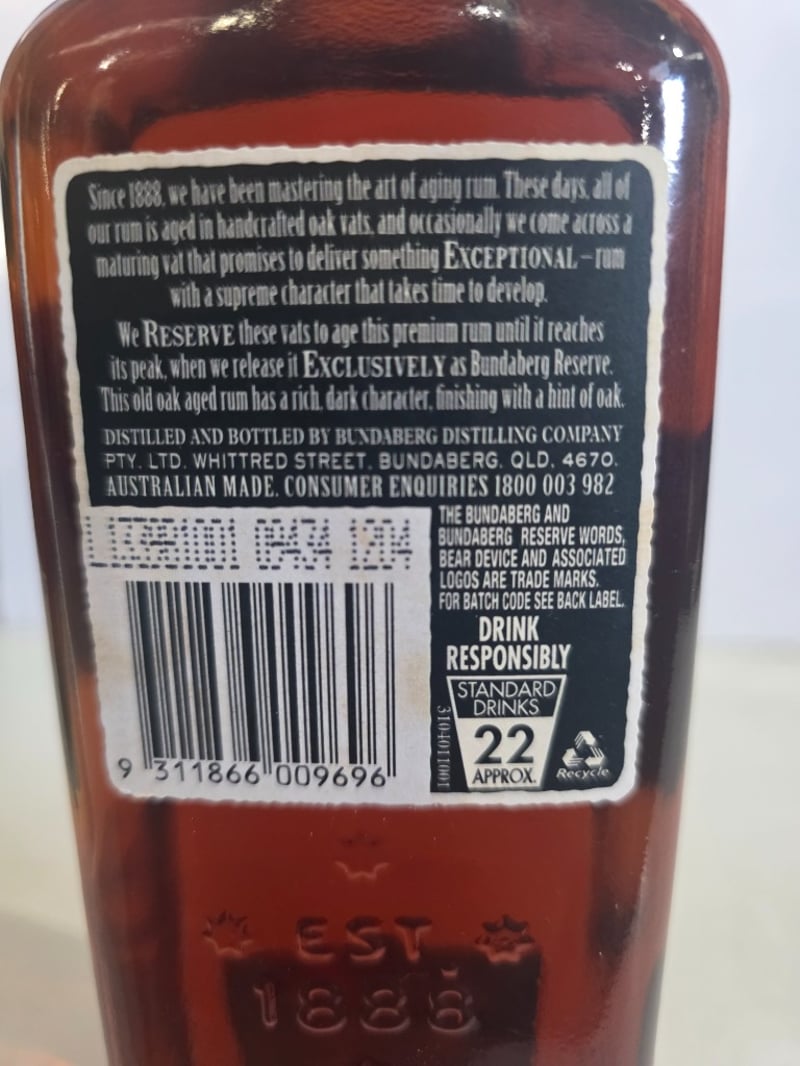 Since 1888, we have been mastering the art of aging rum. These days, all of
our rum is aged in handcrafted oak vats, and occasionally we come across a
maturing vat that promises to deliver something EXCEPTIONAL – rum
with a supreme character that takes time to develop.
We RESERVE these vats to age this premium rum until it reaches
its peak, when we release it EXCLUSIVELY as Bundaberg Reserve.
This old oak aged rum has a rich, dark character, finishing with a hint of oak.
DISTILLED AND BOTTLED BY BUNDABERG DISTILLING COMPANY
PTY. LTD. WHITTRED STREET, BUNDABERG, QLD, 4670.
AUSTRALIAN MADE. CONSUMER ENQUIRIES 1800 003 982
1204
THE BUNDABERG AND
BUNDABERG RESERVE WORDS,
BEAR DEVICE AND ASSOCIATED
LOGOS ARE TRADE MARKS.
FOR BATCH CODE SEE BACK LABEL.
DRINK
RESPONSIBLY
STANDARD
DRINKS
22
APPROX.
3104011001
Recycle
9 311866 009696
EST
1888